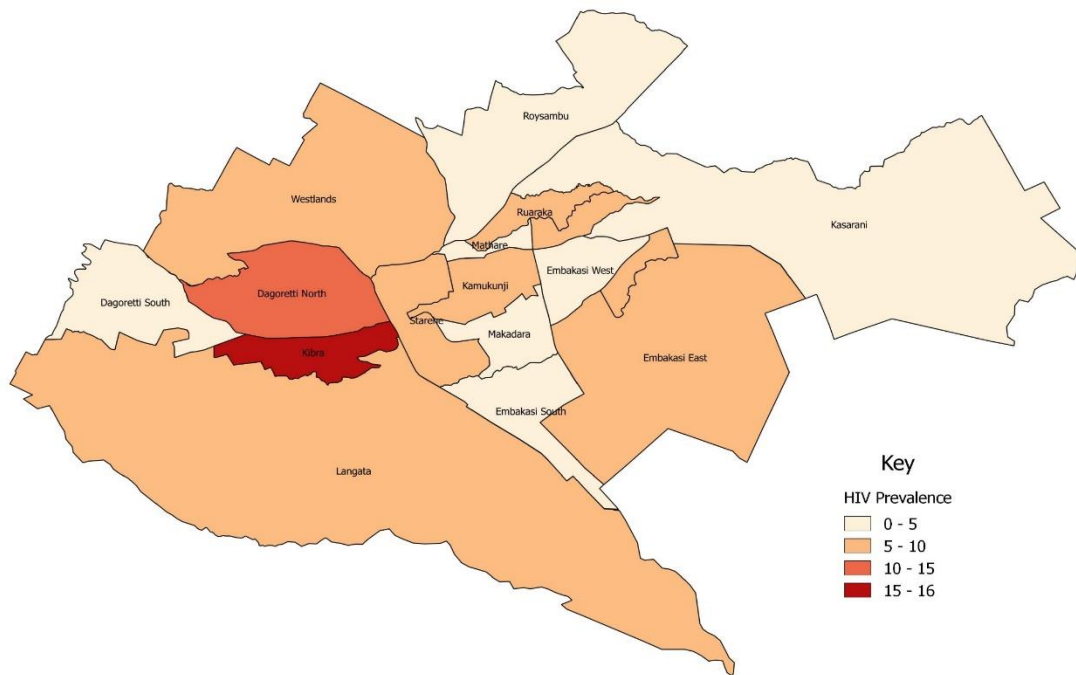 Roysambu
Westlands
Kasarani
Ruaraka
Mathare
Embakasi West
Dagoretti South
Dagoretti North
Kamukunji
Starehe
Makadara
Kibra
Embakasi East
Embakasi South
Langata
Key
HIV Prevalence
0 - 5
5 - 10
10 - 15
15 - 16